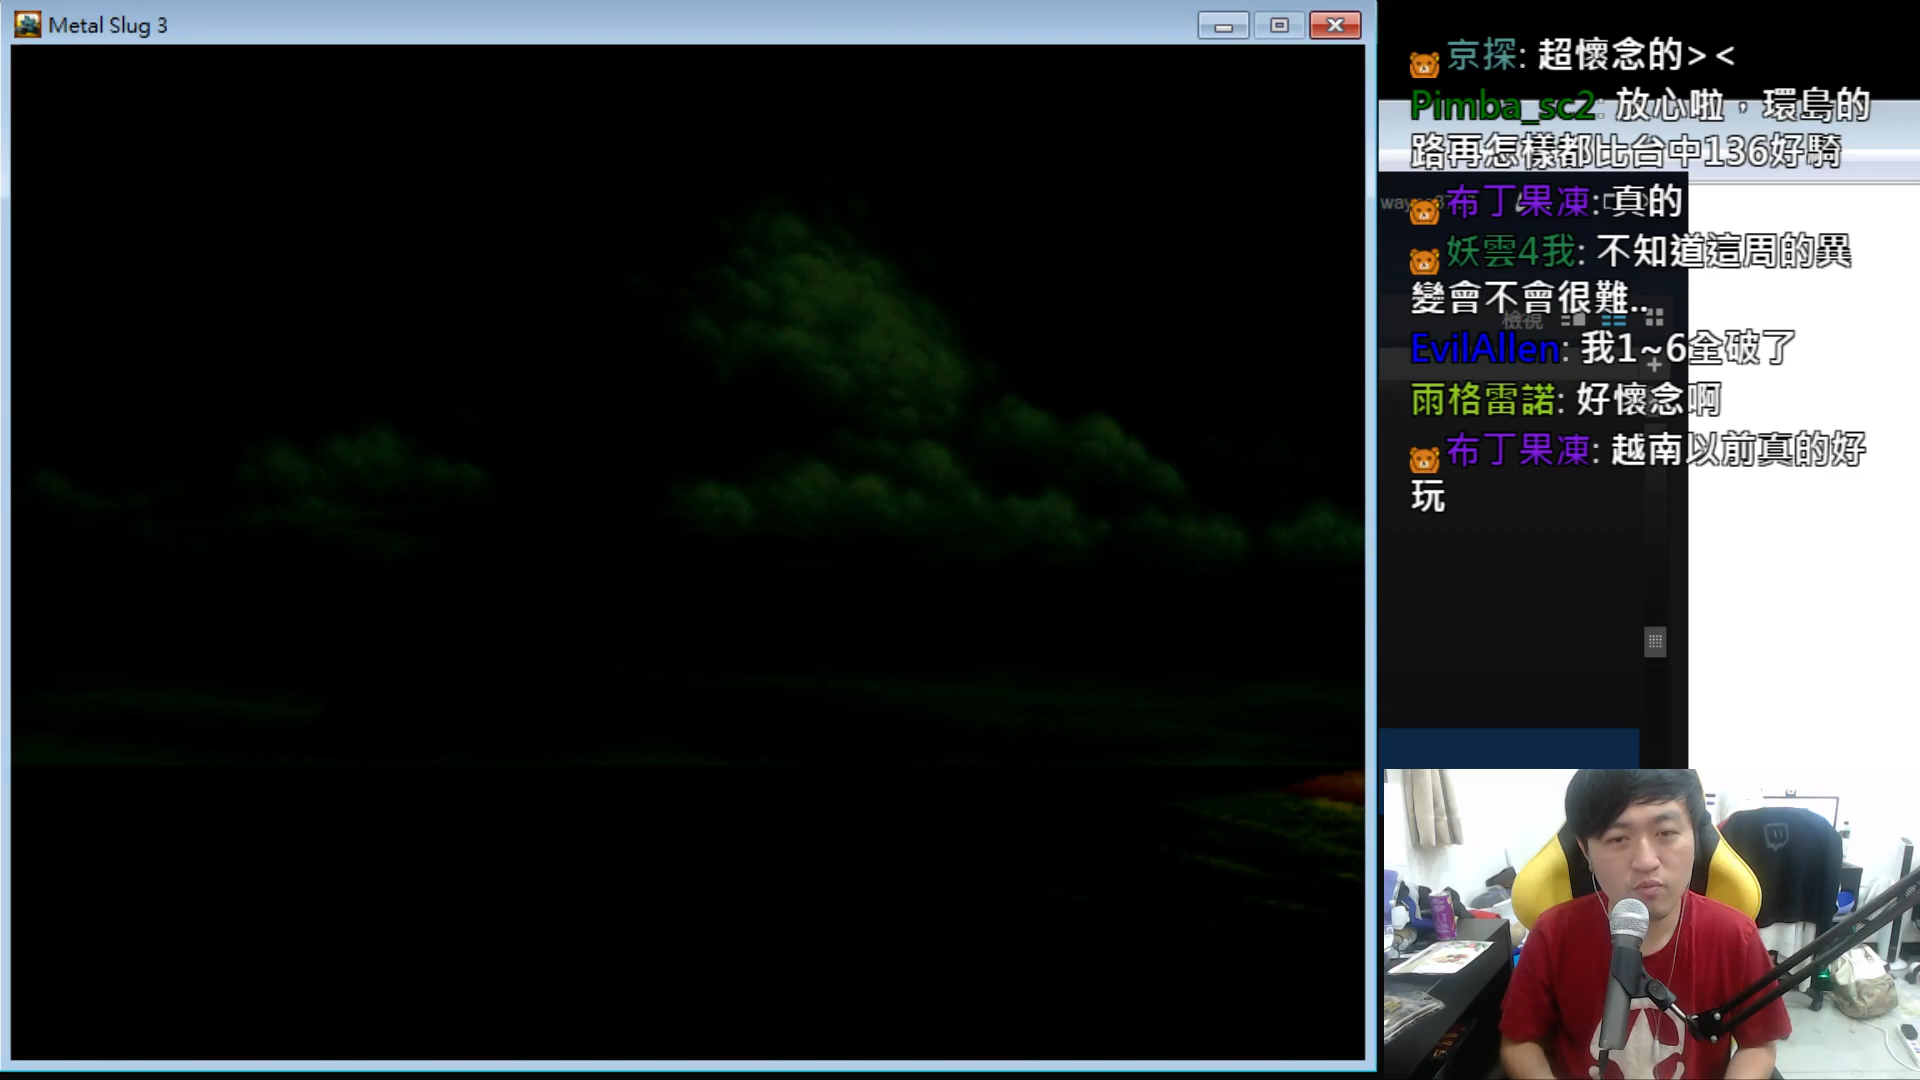 Metal Slug 3
京探: 超懷念的> <
Pimba_sc2: 放心啦，環島的
路再怎樣都比台中136好騎
布丁果凍: 真的
妖雲4我: 不知道這周的異
變會不會很難..
檢視
EvilAllen: 我1~6全破了
雨格雷諾: 好懷念啊
布丁果凍: 越南以前真的好
玩